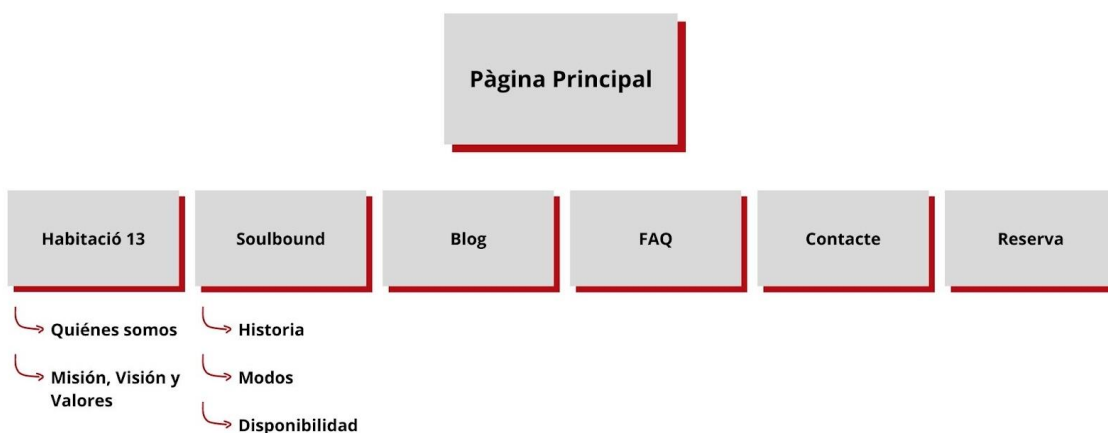 Pàgina Principal
Habitació 13
Soulbound
Blog
FAQ
Contacte
Reserva
Quiénes somos
Misión, Visión y
Valores
Historia
Modos
Disponibilidad